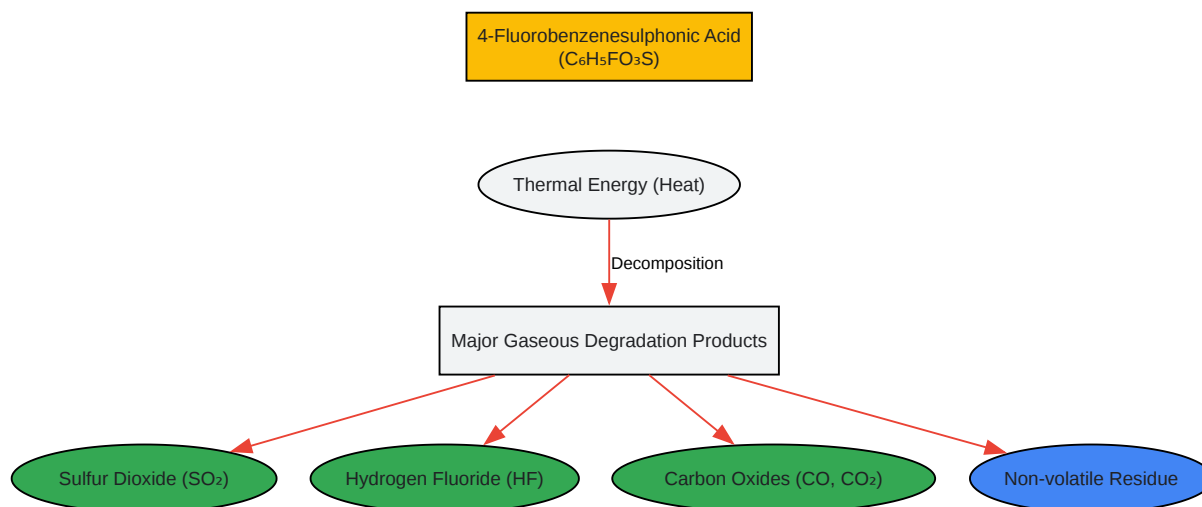 4-Fluorobenzenesulphonic Acid
(C₆H₅FO₃S)
Thermal Energy (Heat)
Decomposition
Major Gaseous Degradation Products
Sulfur Dioxide (SO₂)
Hydrogen Fluoride (HF)
Carbon Oxides (CO, CO₂)
Non-volatile Residue